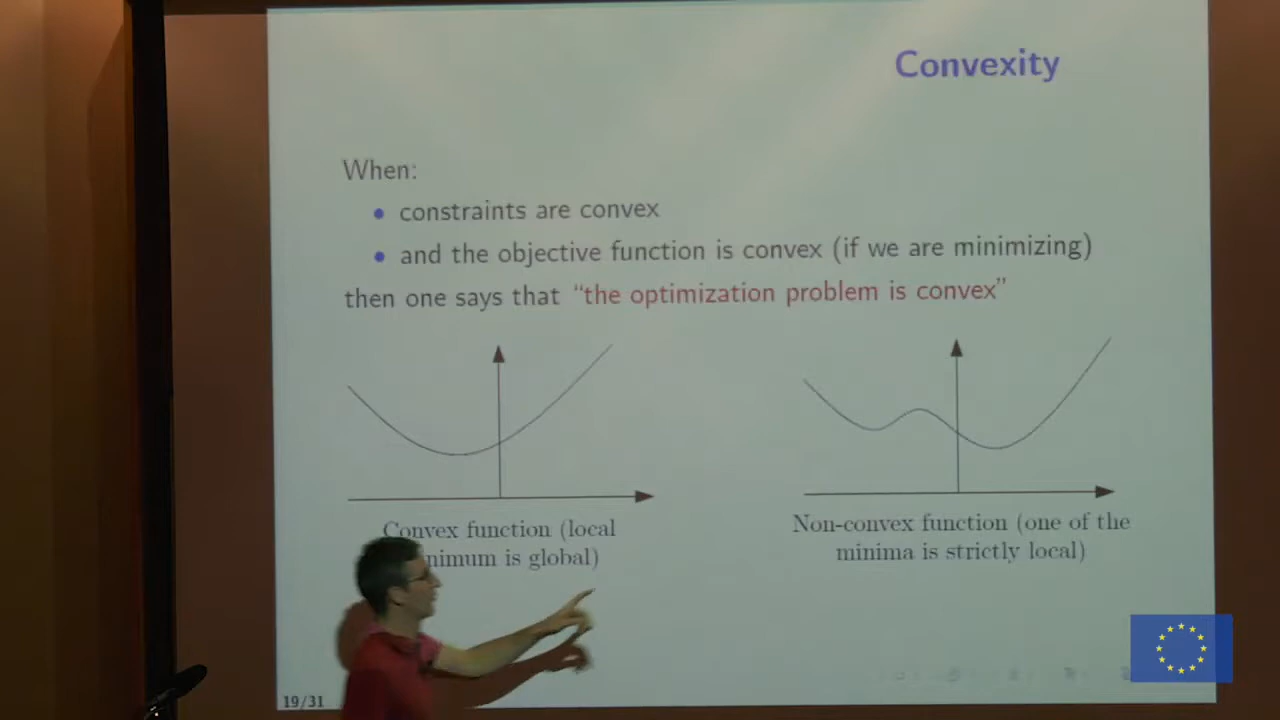 Convexity
When:
constraints are convex
and the objective function is convex (if we are minimizing)
then one says that “the optimization problem is convex”
Convex function (local
nimum is global)
Non-convex function (one of the
minima is strictly local)
19/31